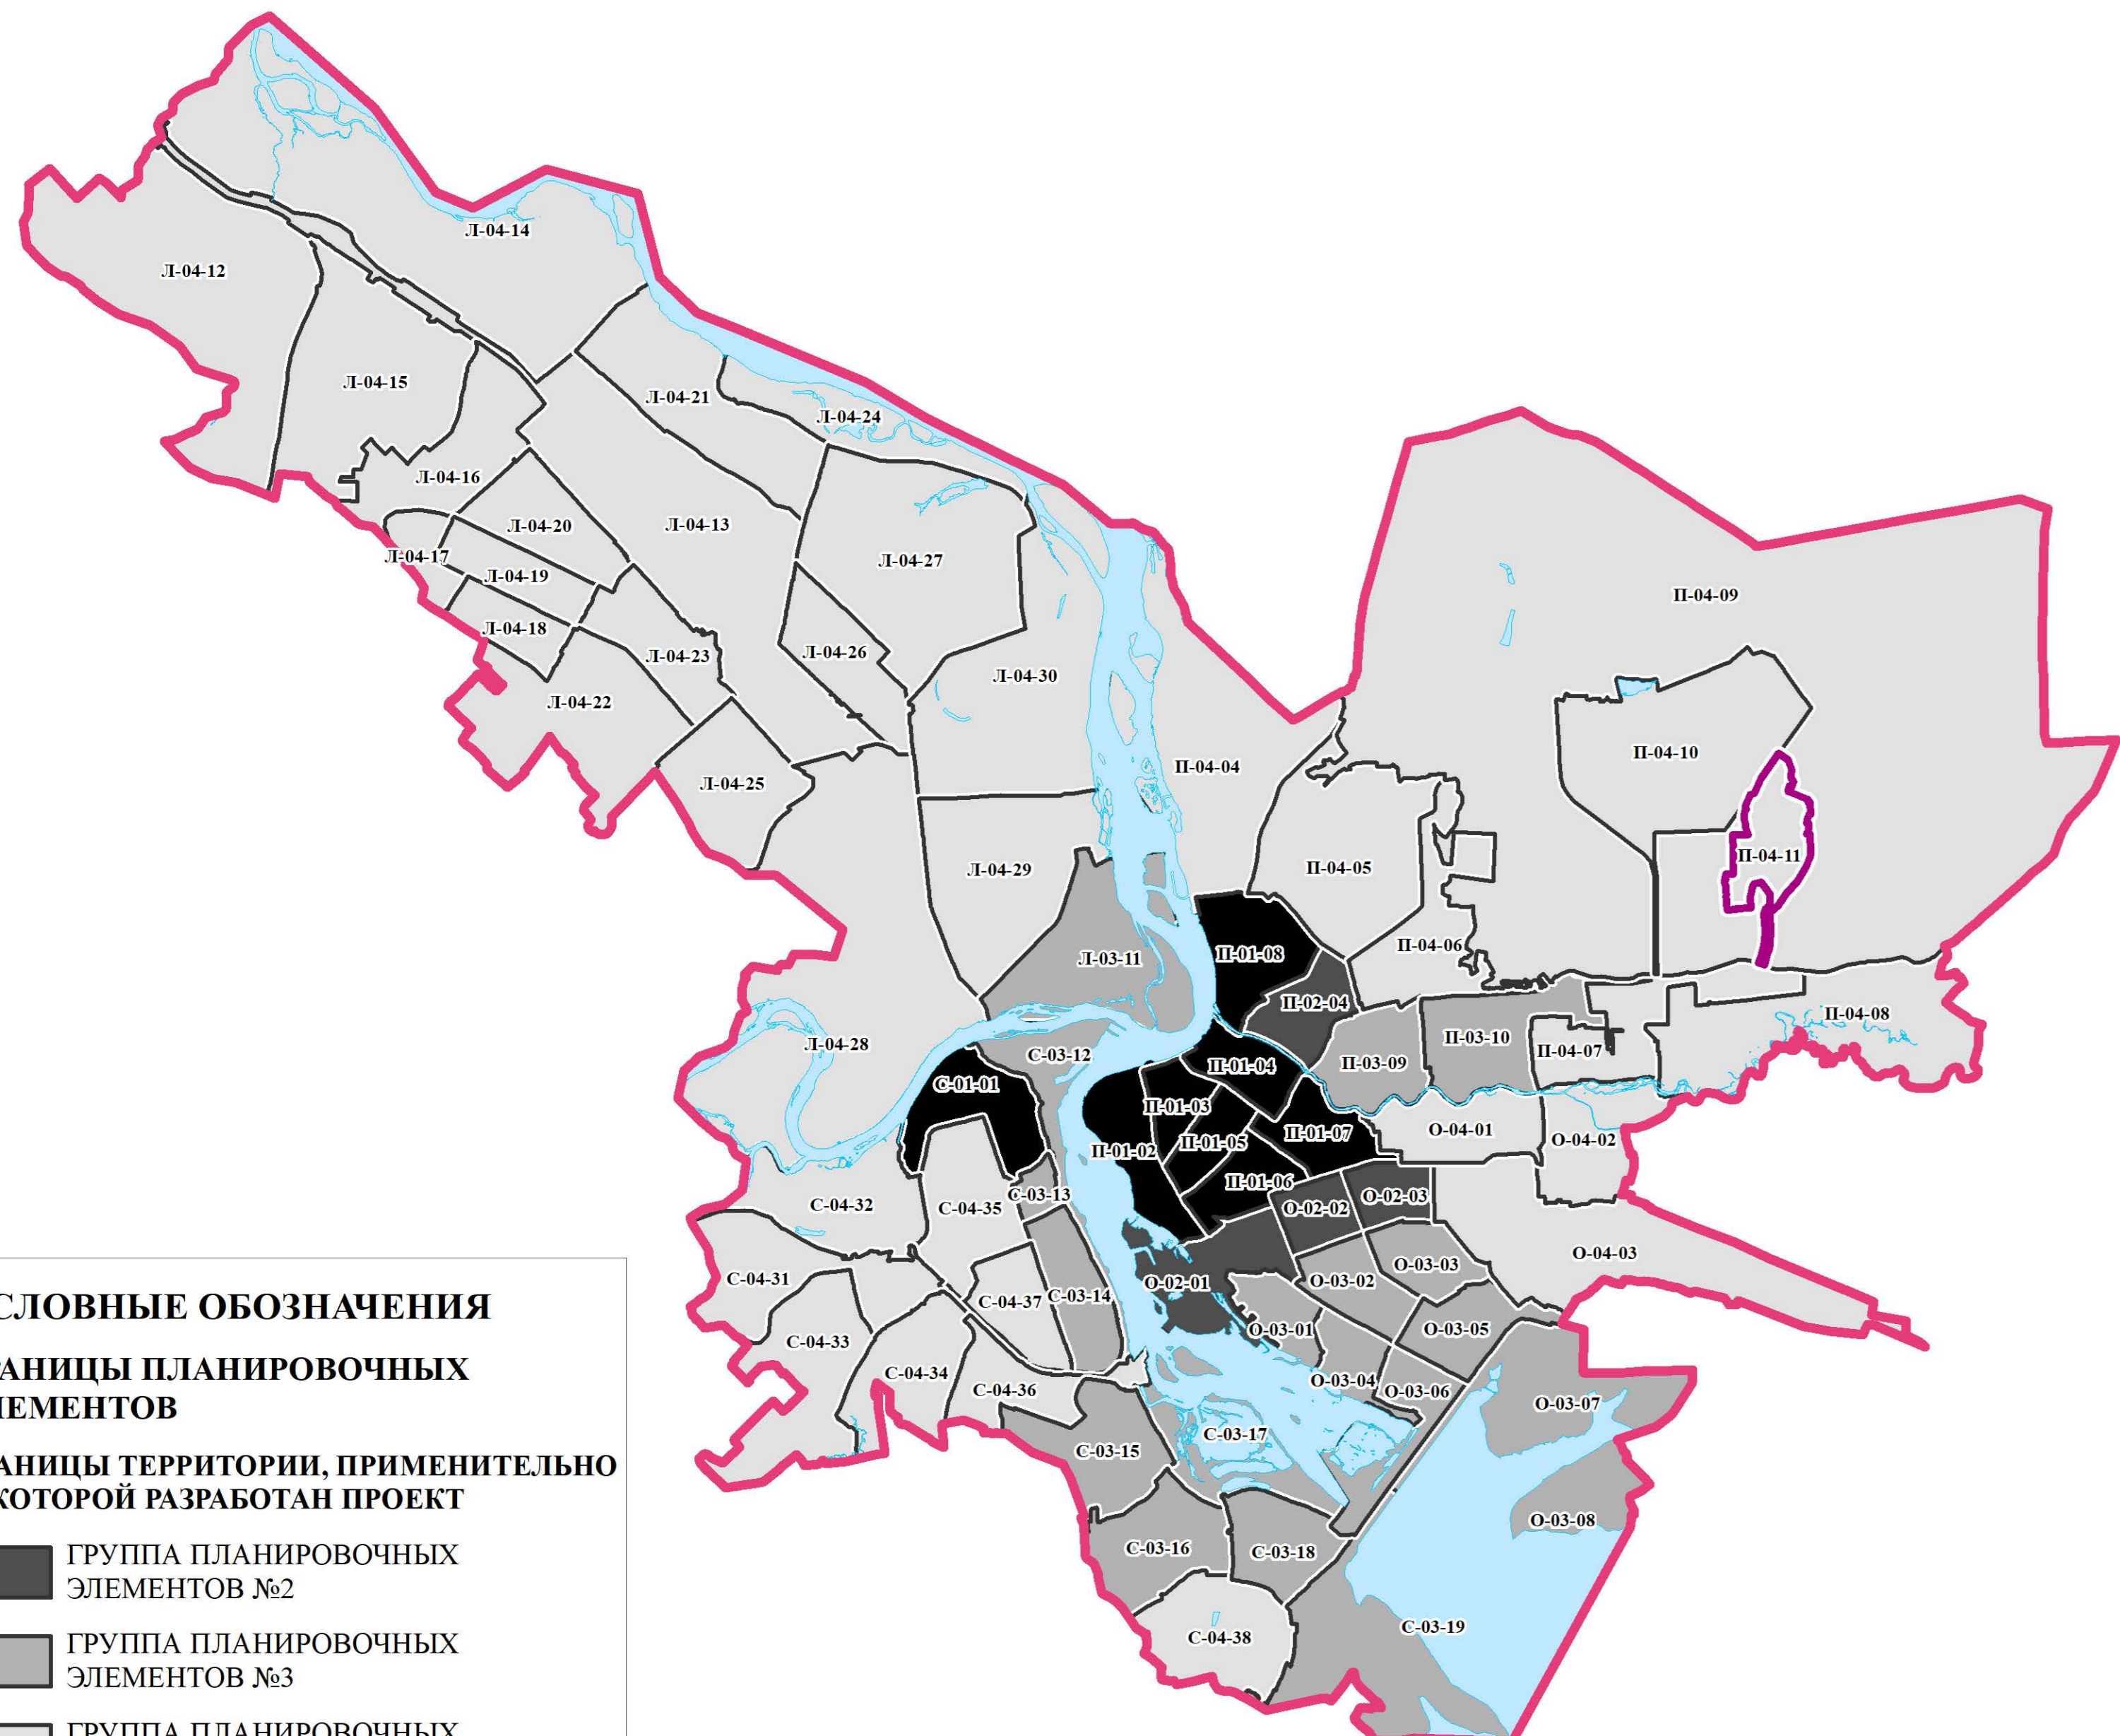 Л-04-14
Л-04-12
Л-04-15
Л-04-21
Л-04-24
Л-04-16
Л-04-20
Л-04-13
Л-04-17
Л-04-19
Л-04-27
П-04-09
Л-04-18
Л-04-23
Л-04-26
Л-04-30
Л-04-22
П-04-10
П-04-04
Л-04-25
П-04-11
Л-04-29
П-04-05
П-04-06
П-01-08
Л-03-11
П-02-04
П-04-08
П-03-10
Л-04-28
П-04-07
С-03-12
П-03-09
П-01-04
С-01-01
П-01-03
О-04-01
П-01-07
О-04-02
П-01-05
П-01-02
П-01-06
О-02-03
С-03-13
С-04-32
С-04-35
О-02-02
О-04-03
О-03-03
С-04-31
О-03-02
О-02-01
С-03-14
С-04-37
О-03-01
О-03-05
С-04-33
С-04-34
О-03-04
С-04-36
О-03-06
О-03-07
С-03-17
С-03-15
О-03-08
С-03-16
С-03-18
С-03-19
С-04-38
СЛОВНЫЕ ОБОЗНАЧЕНИЯ
АНИЦЫ ПЛАНИРОВОЧНЫХ
ЛЕМЕНТОВ
АНИЦЫ ТЕРРИТОРИИ, ПРИМЕНИТЕЛЬНО
КОТОРОЙ РАЗРАБОТАН ПРОЕКТ
ГРУППА ПЛАНИРОВОЧНЫХ
ЭЛЕМЕНТОВ №2
ГРУППА ПЛАНИРОВОЧНЫХ
ЭЛЕМЕНТОВ №3
ГРУППА ПЛАНИРОВОЧНЫХ